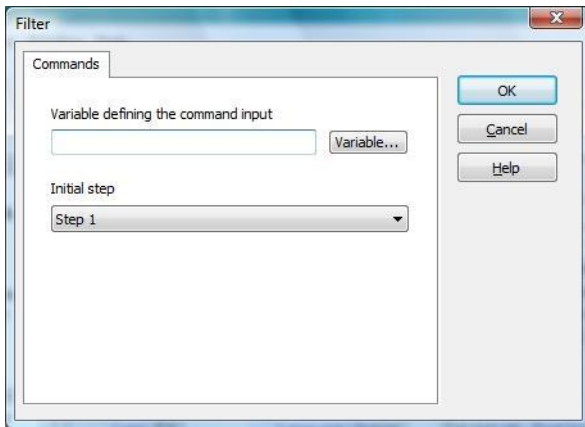 Filter
Commands
OK
Variable defining the command input
Variable...
Cancel
Help
Initial step
Step 1